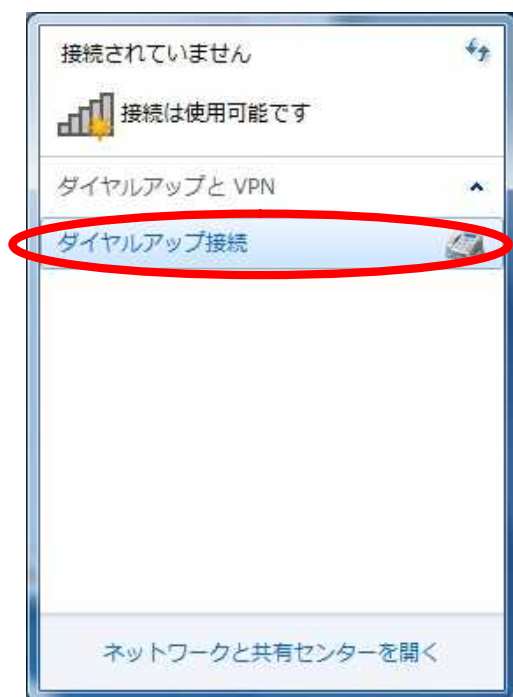 接続されていません
接続は使用可能です
ダイヤルアップと VPN
ダイヤルアップ接続
ネットワークと共有センターを開く